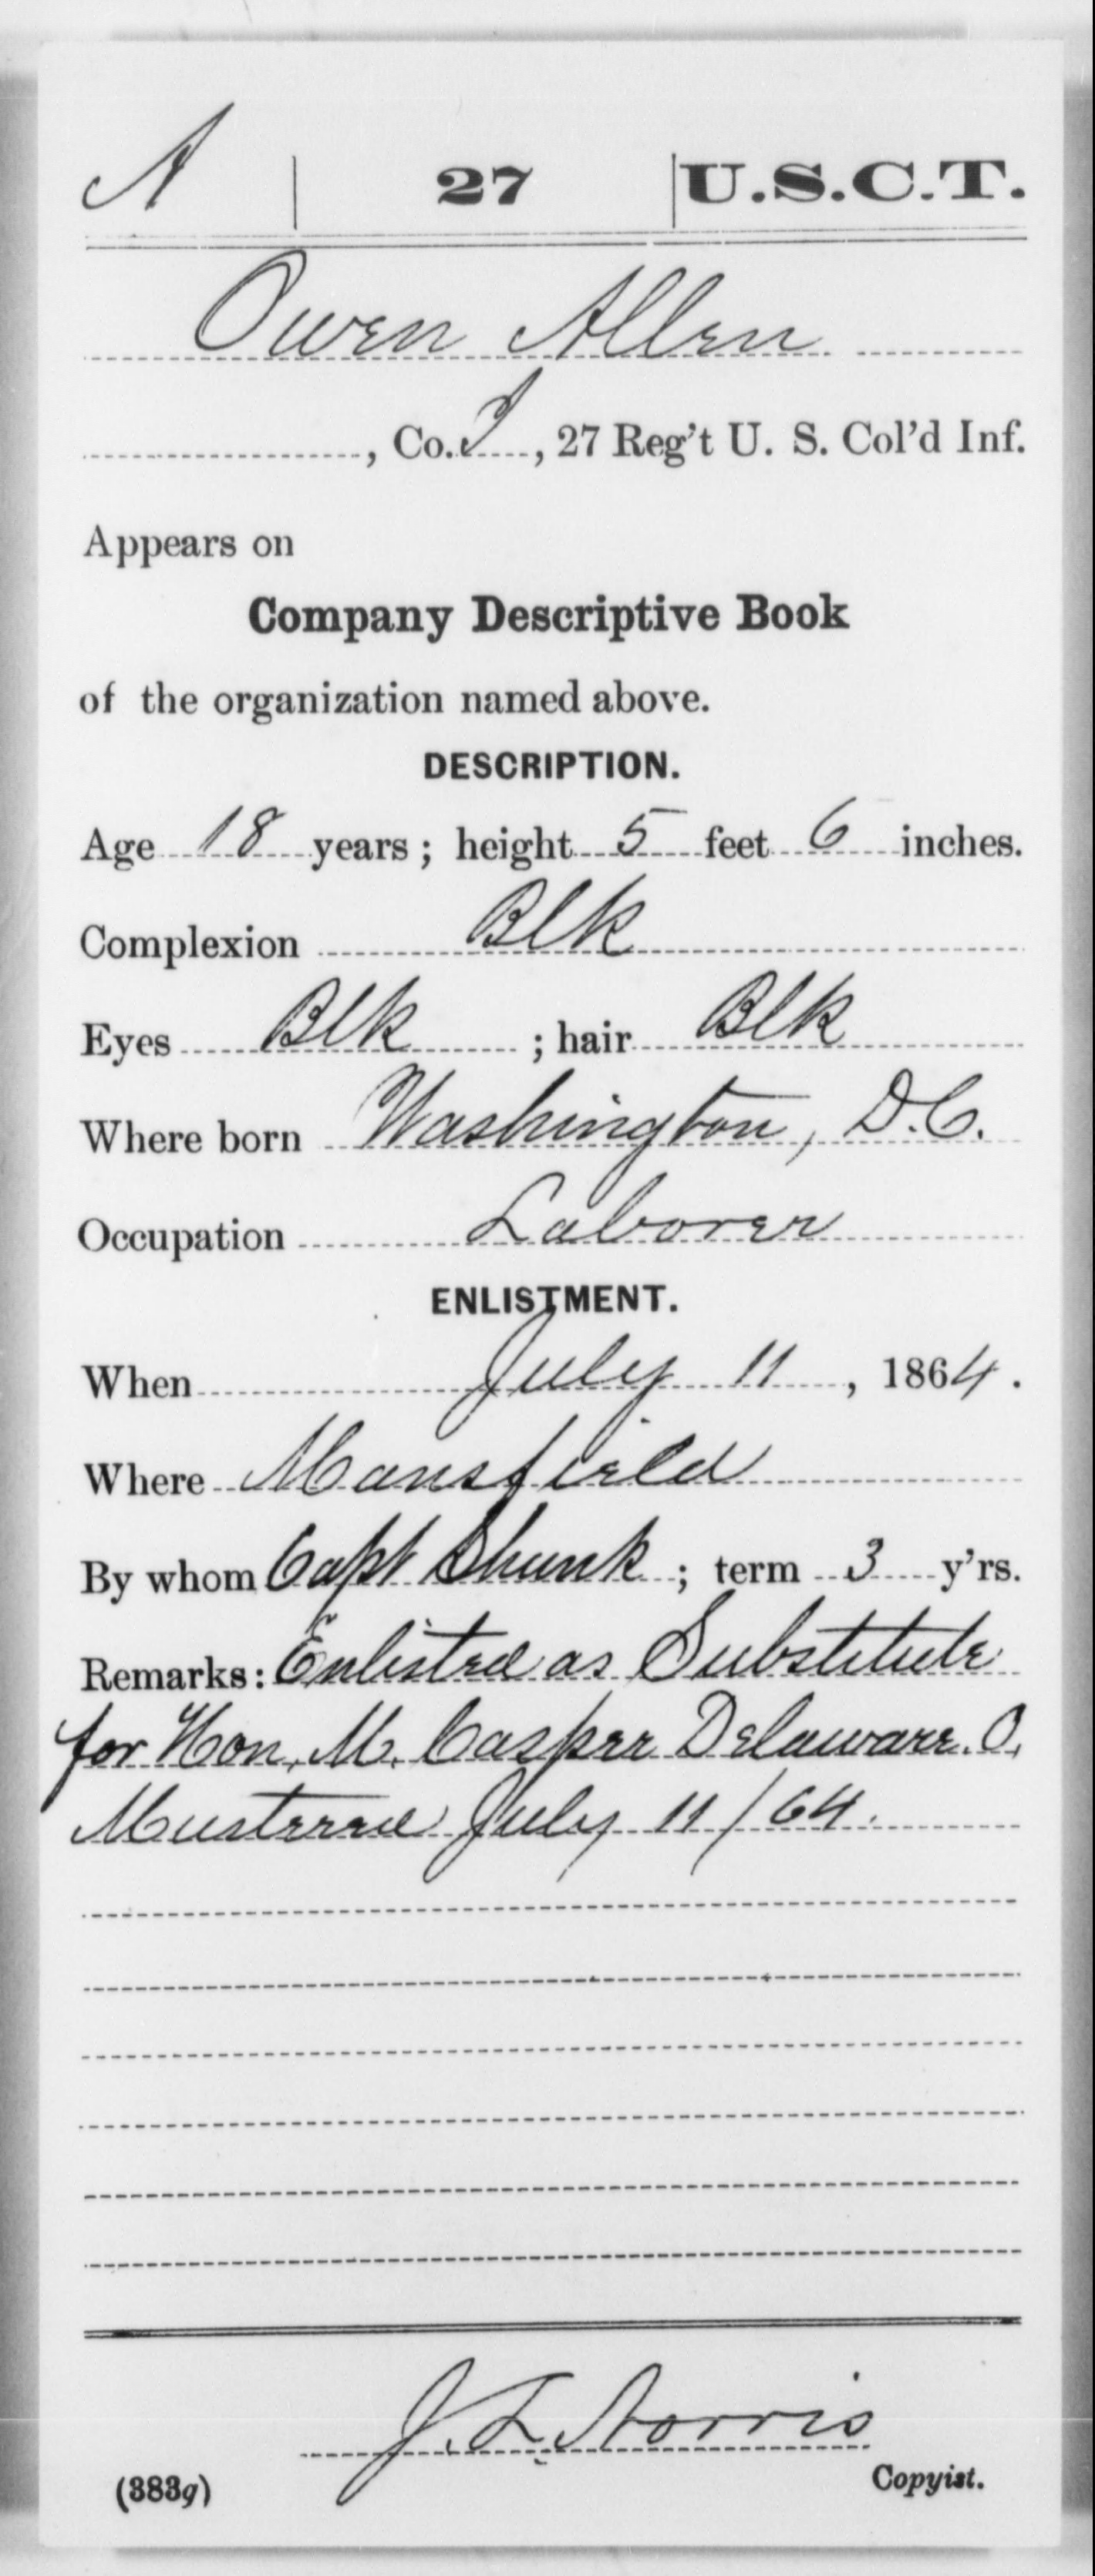 A | 27 | U.S.C.T.
Owen Allen
, Co. I, 27 Reg't U. S. Col'd Inf.
Appears on
Company Descriptive Book
of the organization named above.
DESCRIPTION.
Age 18 years; height 5 feet 6 inches.
Complexion Blk
Eyes Blk; hair Blk
Where born Washington, D.C.
Occupation Laborer
ENLISTMENT.
When July 11, 1864.
Where Mansfield
By whom Capt Shunk; term 3 y'rs.
Remarks: Enlisted as Substitute
for Hon. M. Casper Delaware. O.
Mustered July 11/64.
J. L. Norris
(383g)
Copyist.